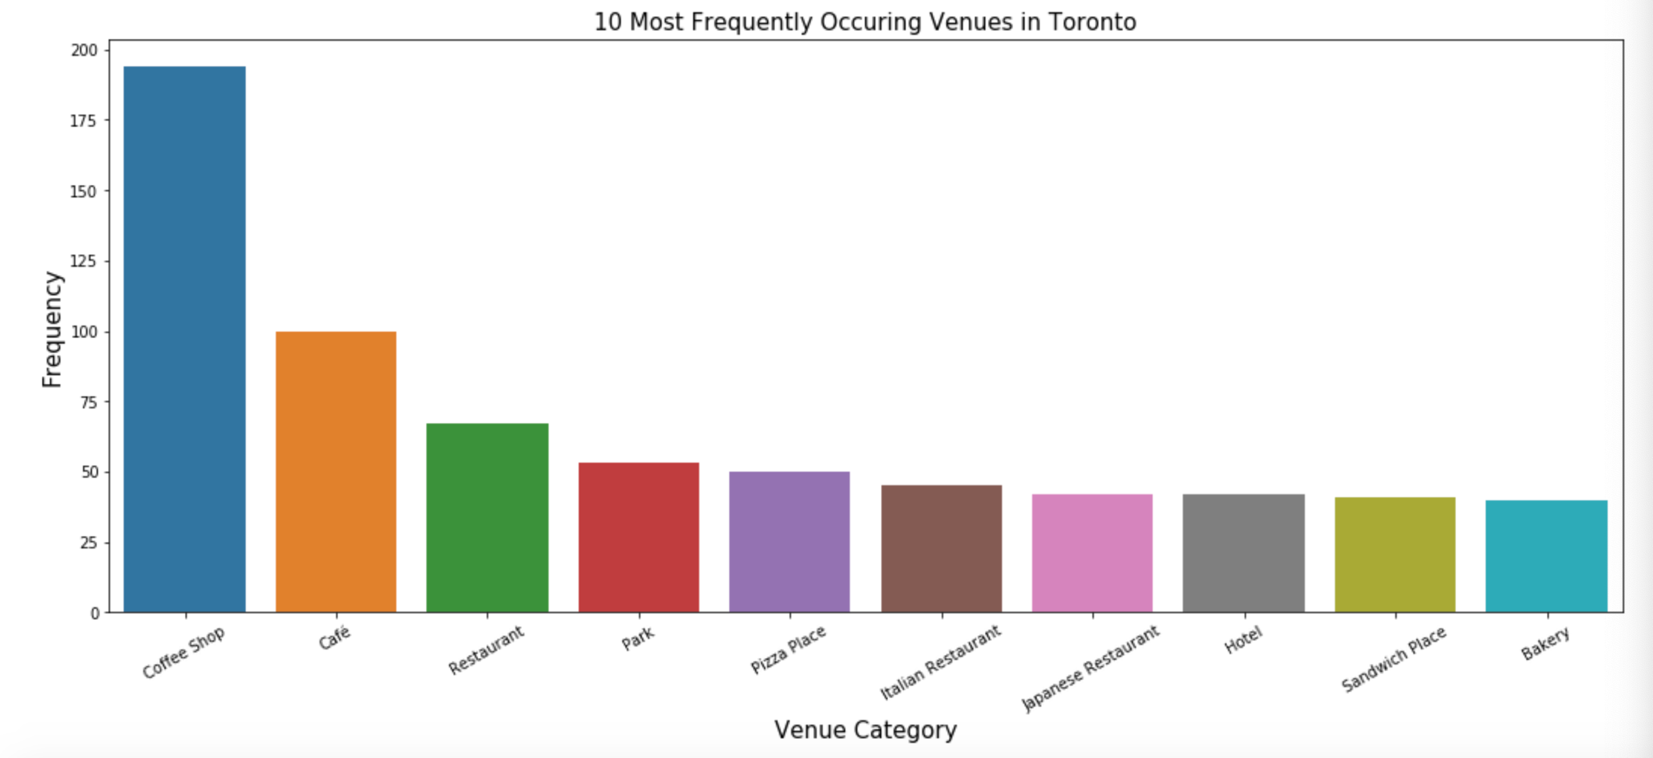 10 Most Frequently Occuring Venues in Toronto
200
175
150
125
100
75
50
25
0
Frequency
Coffee Shop
Café
Restaurant
Park
Pizza Place
Italian Restaurant
Japanese Restaurant
Hotel
Sandwich Place
Bakery
Venue Category